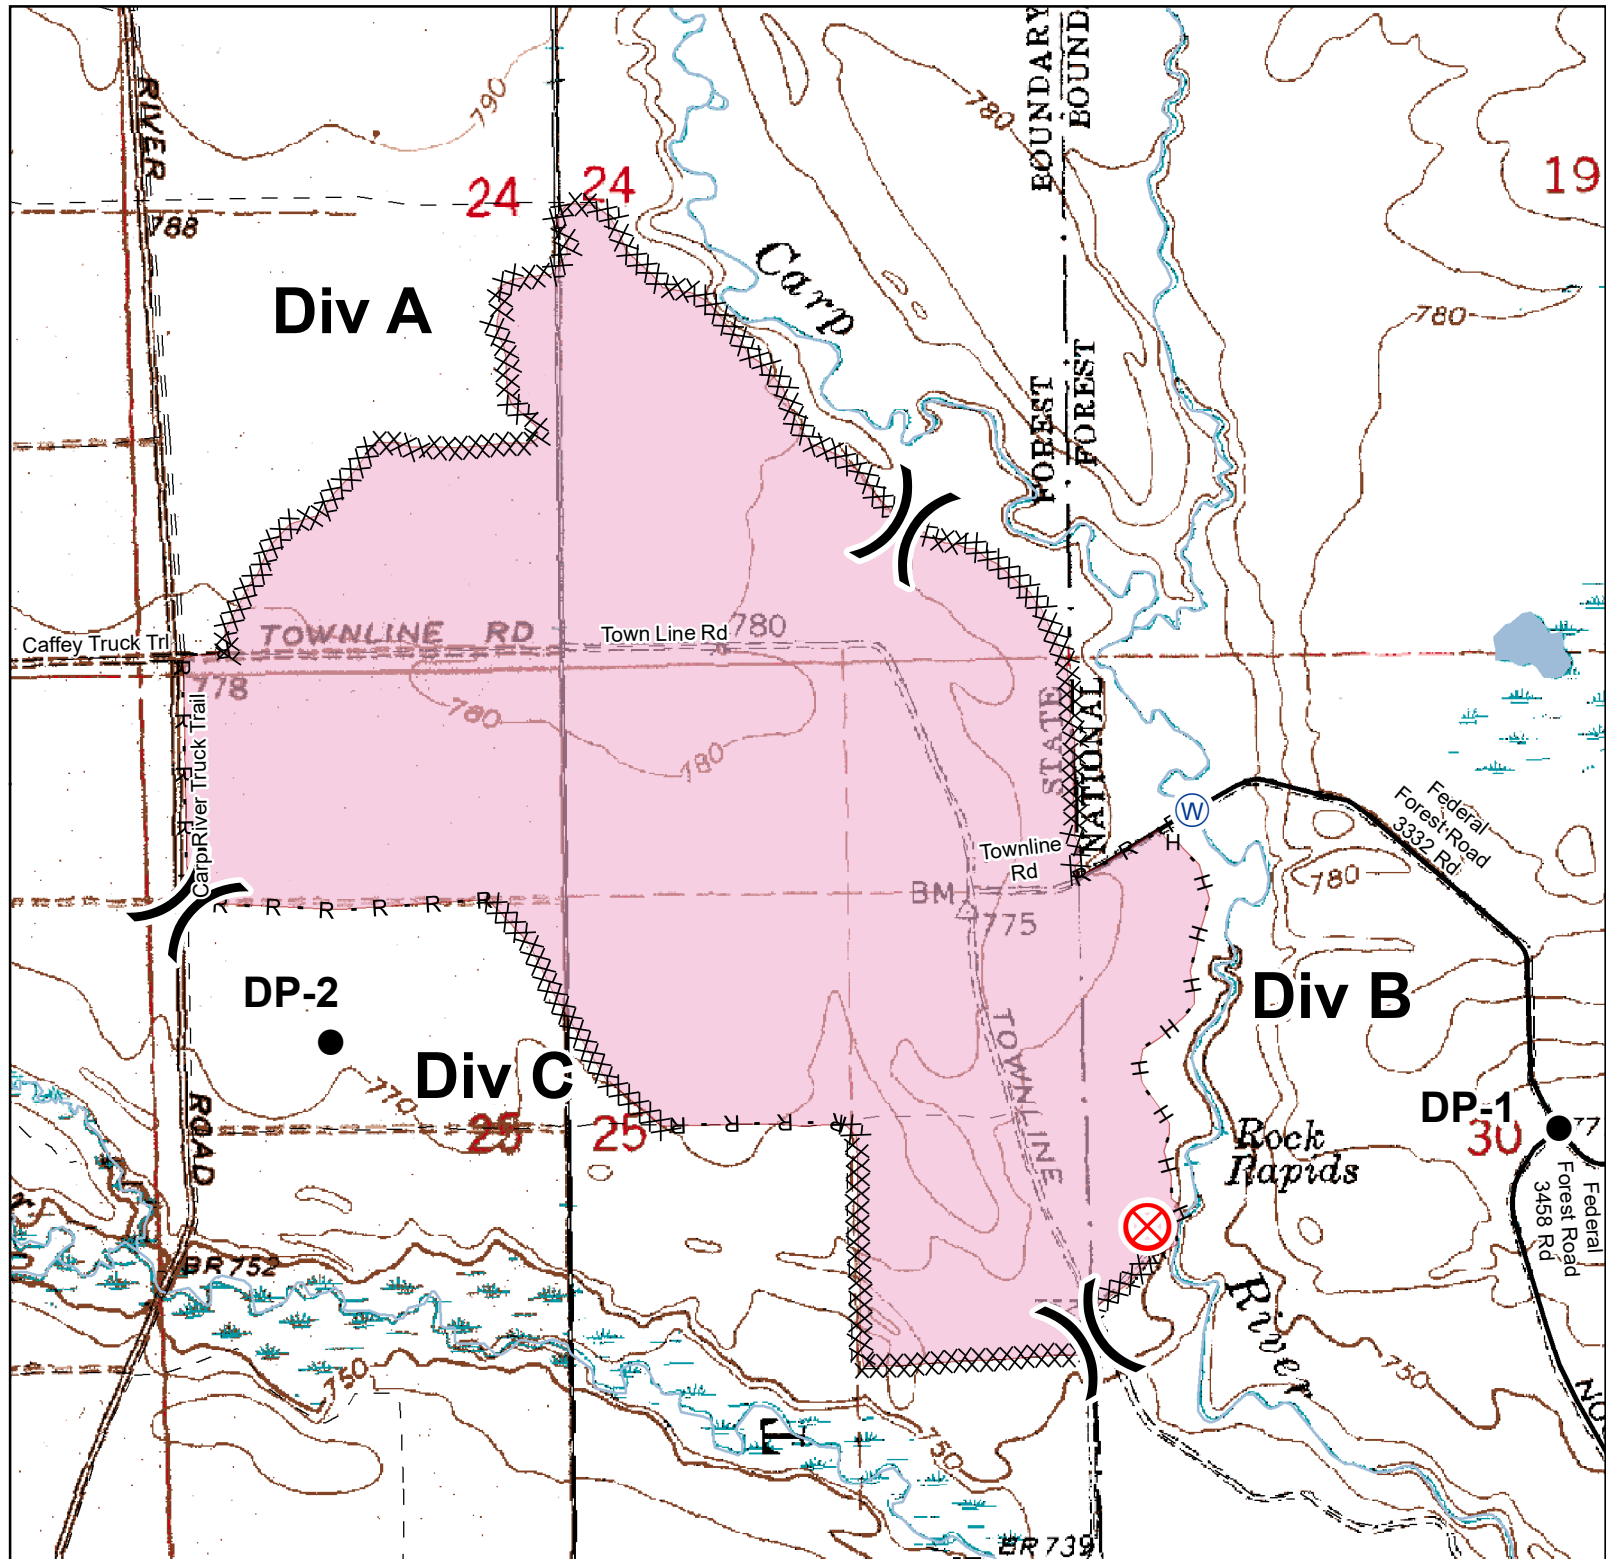 BOUNDARY
BOUND
RIVER
790
780
24
24
19
788
Carp
Div A
780
FOREST
FOREST
TOWNLINE RD
Town Line Rd
780
Caffey Truck Trl
778
780
780
STATE
NATIONAL
Carp River Truck Trail
W
Federal
Forest Road
3332 Rd
Townline
Rd
780
BM
775
DP-2
Div B
TOWNLINE
Div C
770
DP-1
77
ROAD
25
25
30
Rock
Rapids
Federal
Forest Road
3458 Rd
BR 752
River
750
750
NO
750
E
BR 739